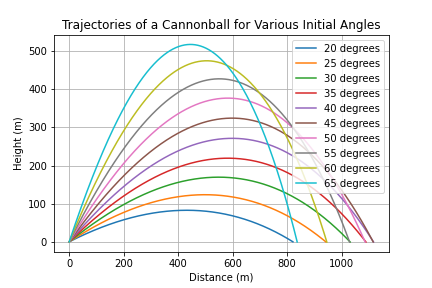 Trajectories of a Cannonball for Various Initial Angles
500
400
300
200
100
0
Height (m)
0
200
400
600
800
1000
Distance (m)
20 degrees
25 degrees
30 degrees
35 degrees
40 degrees
45 degrees
50 degrees
55 degrees
60 degrees
65 degrees